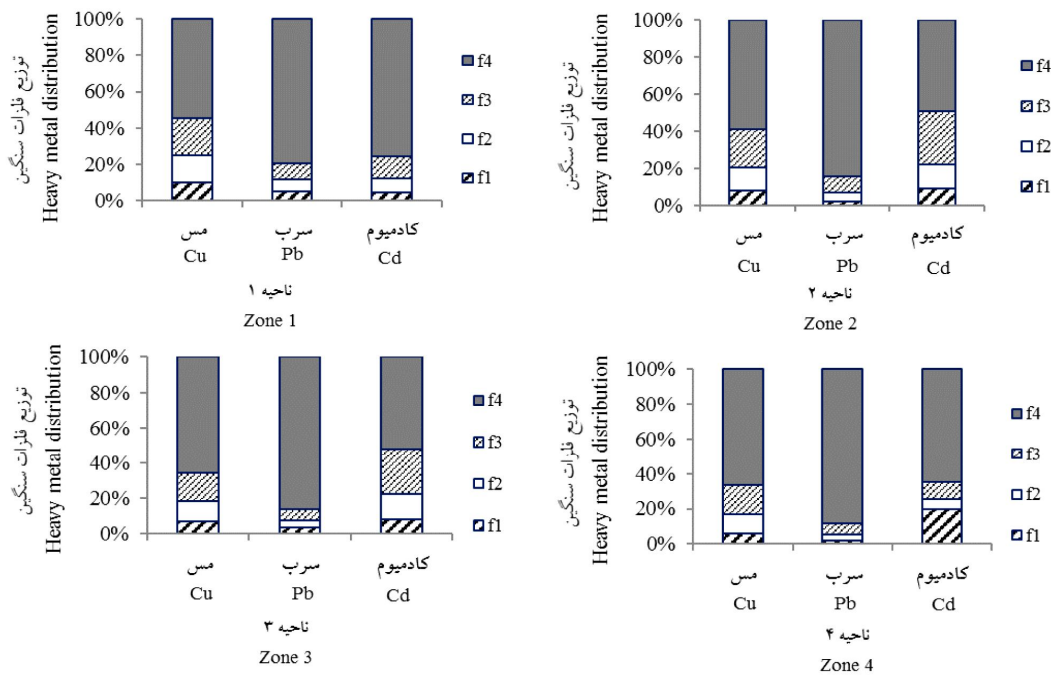 توزیع فلزات سنگین
Heavy metal distribution
100%
80%
60%
40%
20%
0%
f4
f3
f2
f1
مس سرب کادمیوم
Cu Pb Cd
ناحیه ۱
Zone 1
توزیع فلزات سنگین
Heavy metal distribution
100%
80%
60%
40%
20%
0%
f4
f3
f2
f1
مس سرب کادمیوم
Cu Pb Cd
ناحیه ۲
Zone 2
توزیع فلزات سنگین
Heavy metal distribution
100%
80%
60%
40%
20%
0%
f4
f3
f2
f1
مس سرب کادمیوم
Cu Pb Cd
ناحیه ۳
Zone 3
توزیع فلزات سنگین
Heavy metal distribution
100%
80%
60%
40%
20%
0%
f4
f3
f2
f1
مس سرب کادمیوم
Cu Pb Cd
ناحیه ۴
Zone 4